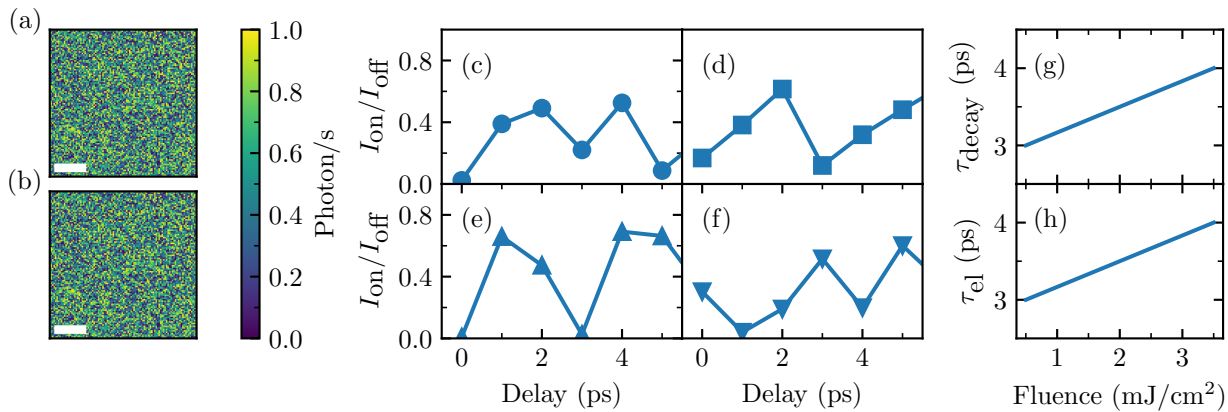 (a)
(b)
1.0
0.8
0.6
0.4
0.2
0.0
Photon/s
0.8
0.4
0.0
I_on/I_off
(c)
(d)
0.8
0.4
0.0
I_on/I_off
(e)
(f)
0 2 4
Delay (ps)
0 2 4
Delay (ps)
4
3
τ_decay (ps)
(g)
4
3
τ_el (ps)
(h)
1 2 3
Fluence (mJ/cm²)